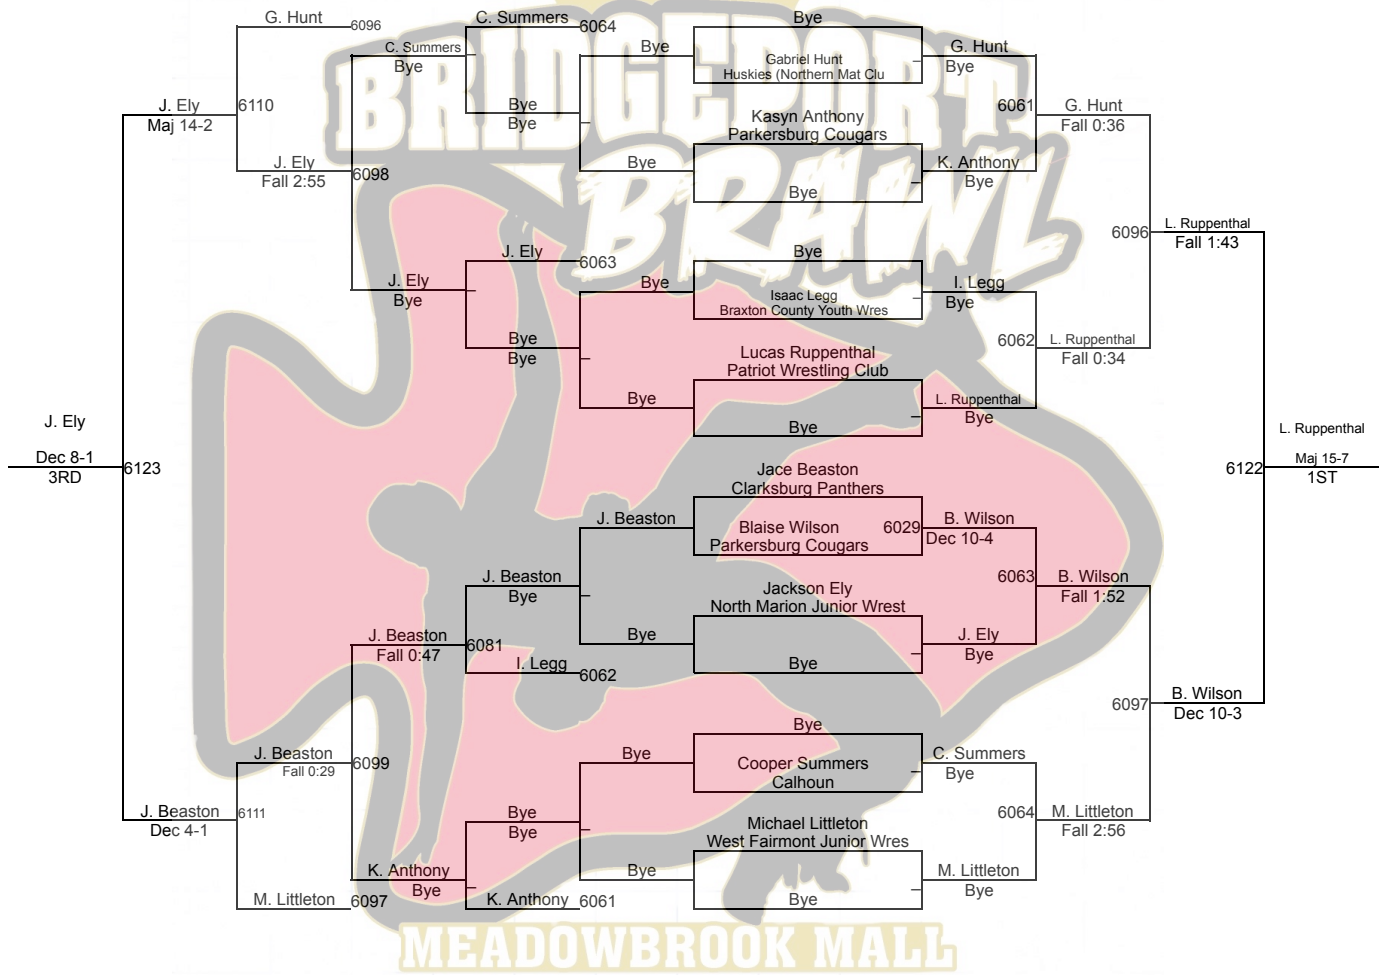 BRIDGEPORT
BRAWL
MEADOWBROOK MALL
G. Hunt
6096
C. Summers
Bye
C. Summers
6064
Bye
Bye
Gabriel Hunt
Huskies (Northern Mat Clu
G. Hunt
Bye
J. Ely
Maj 14-2
6110
Bye
Bye
Kasyn Anthony
Parkersburg Cougars
6061
G. Hunt
Fall 0:36
J. Ely
Fall 2:55
6098
Bye
Bye
K. Anthony
Bye
6096
L. Ruppenthal
Fall 1:43
J. Ely
6063
Bye
J. Ely
Bye
Bye
Isaac Legg
Braxton County Youth Wres
I. Legg
Bye
Bye
Bye
Lucas Ruppenthal
Patriot Wrestling Club
6062
L. Ruppenthal
Fall 0:34
Bye
Bye
L. Ruppenthal
Bye
J. Ely
Dec 8-1
3RD
6123
Jace Beaston
Clarksburg Panthers
6122
L. Ruppenthal
Maj 15-7
1ST
J. Beaston
Blaise Wilson
Parkersburg Cougars
6029
B. Wilson
Dec 10-4
J. Beaston
Bye
Jackson Ely
North Marion Junior Wrest
6063
B. Wilson
Fall 1:52
J. Beaston
Fall 0:47
6081
I. Legg
6062
Bye
Bye
J. Ely
Bye
6097
B. Wilson
Dec 10-3
Bye
J. Beaston
Fall 0:29
6099
Bye
Cooper Summers
Calhoun
C. Summers
Bye
J. Beaston
Dec 4-1
6111
Bye
Bye
Michael Littleton
West Fairmont Junior Wres
6064
M. Littleton
Fall 2:56
K. Anthony
Bye
Bye
M. Littleton
Bye
M. Littleton
6097
K. Anthony
6061
Bye